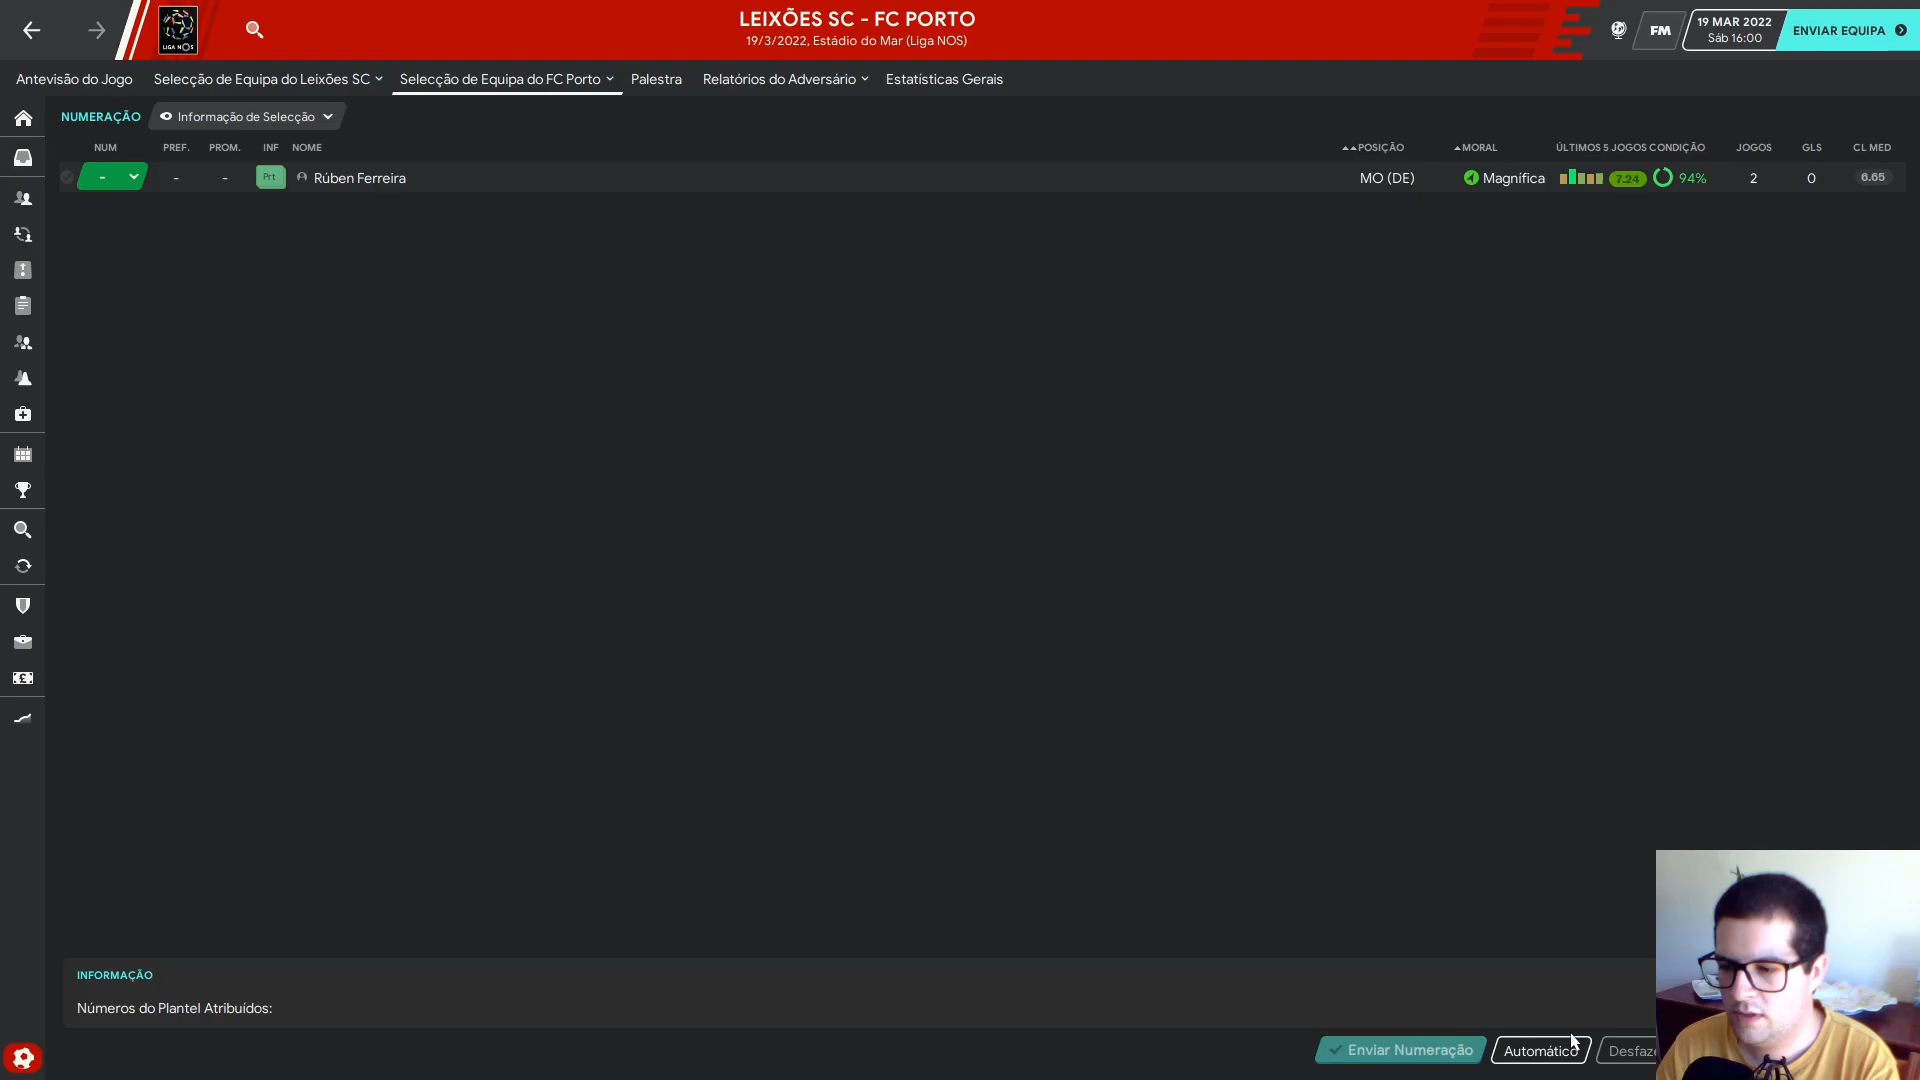 LEIXÕES SC - FC PORTO
19/3/2022, Estádio do Mar (Liga NOS)
LIGA NOS
FM
19 MAR 2022
Sáb 16:00
ENVIAR EQUIPA
Antevisão do Jogo
Selecção de Equipa do Leixões SC
Selecção de Equipa do FC Porto
Palestra
Relatórios do Adversário
Estatísticas Gerais
NUMERAÇÃO
Informação de Selecção
NUM PREF. PROM. INF NOME POSIÇÃO MORAL ÚLTIMOS 5 JOGOS CONDIÇÃO JOGOS GLS CL MED
- - - Prt Rúben Ferreira MO (DE) Magnífica 7.24 94% 2 0 6.65
INFORMAÇÃO
Números do Plantel Atribuídos:
Enviar Numeração
Automático
Desfaze